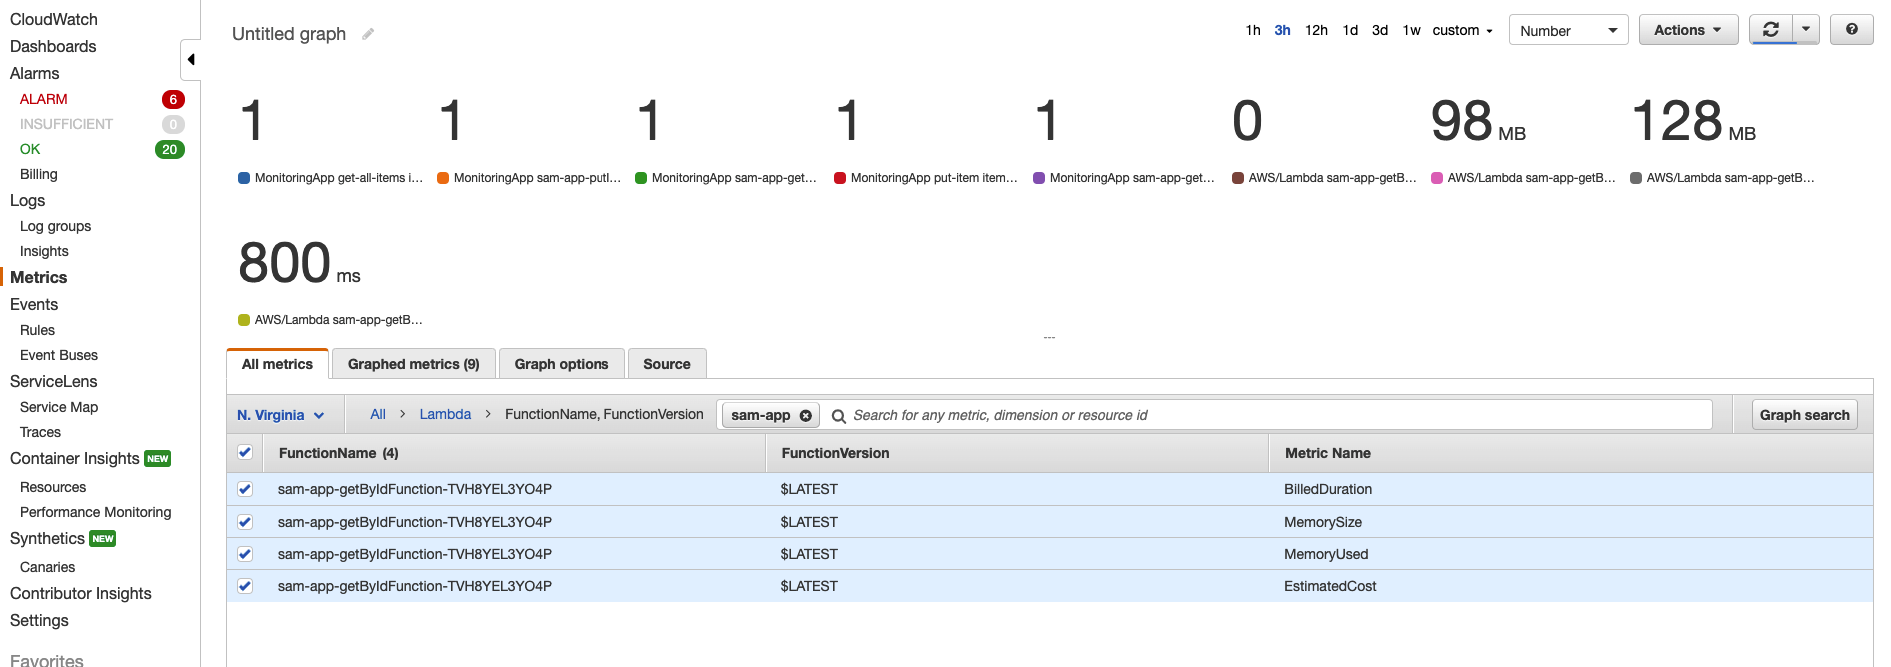 CloudWatch
Dashboards
Alarms
ALARM 6
INSUFFICIENT 0
OK 20
Billing
Logs
Log groups
Insights
Metrics
Events
Rules
Event Buses
ServiceLens
Service Map
Traces
Container Insights NEW
Resources
Performance Monitoring
Synthetics NEW
Canaries
Contributor Insights
Settings
Favorites
Untitled graph
1h 3h 12h 1d 3d 1w custom
Number
Actions
?
1
MonitoringApp get-all-items i...
1
MonitoringApp sam-app-putI...
1
MonitoringApp sam-app-get...
1
MonitoringApp put-item item...
1
MonitoringApp sam-app-get...
0
AWS/Lambda sam-app-getB...
98 MB
AWS/Lambda sam-app-getB...
128 MB
AWS/Lambda sam-app-getB...
800 ms
AWS/Lambda sam-app-getB...
All metrics
Graphed metrics (9)
Graph options
Source
N. Virginia
All > Lambda > FunctionName, FunctionVersion
sam-app
Search for any metric, dimension or resource id
Graph search
FunctionName (4) FunctionVersion Metric Name
sam-app-getByIdFunction-TVH8YEL3YO4P $LATEST BilledDuration
sam-app-getByIdFunction-TVH8YEL3YO4P $LATEST MemorySize
sam-app-getByIdFunction-TVH8YEL3YO4P $LATEST MemoryUsed
sam-app-getByIdFunction-TVH8YEL3YO4P $LATEST EstimatedCost